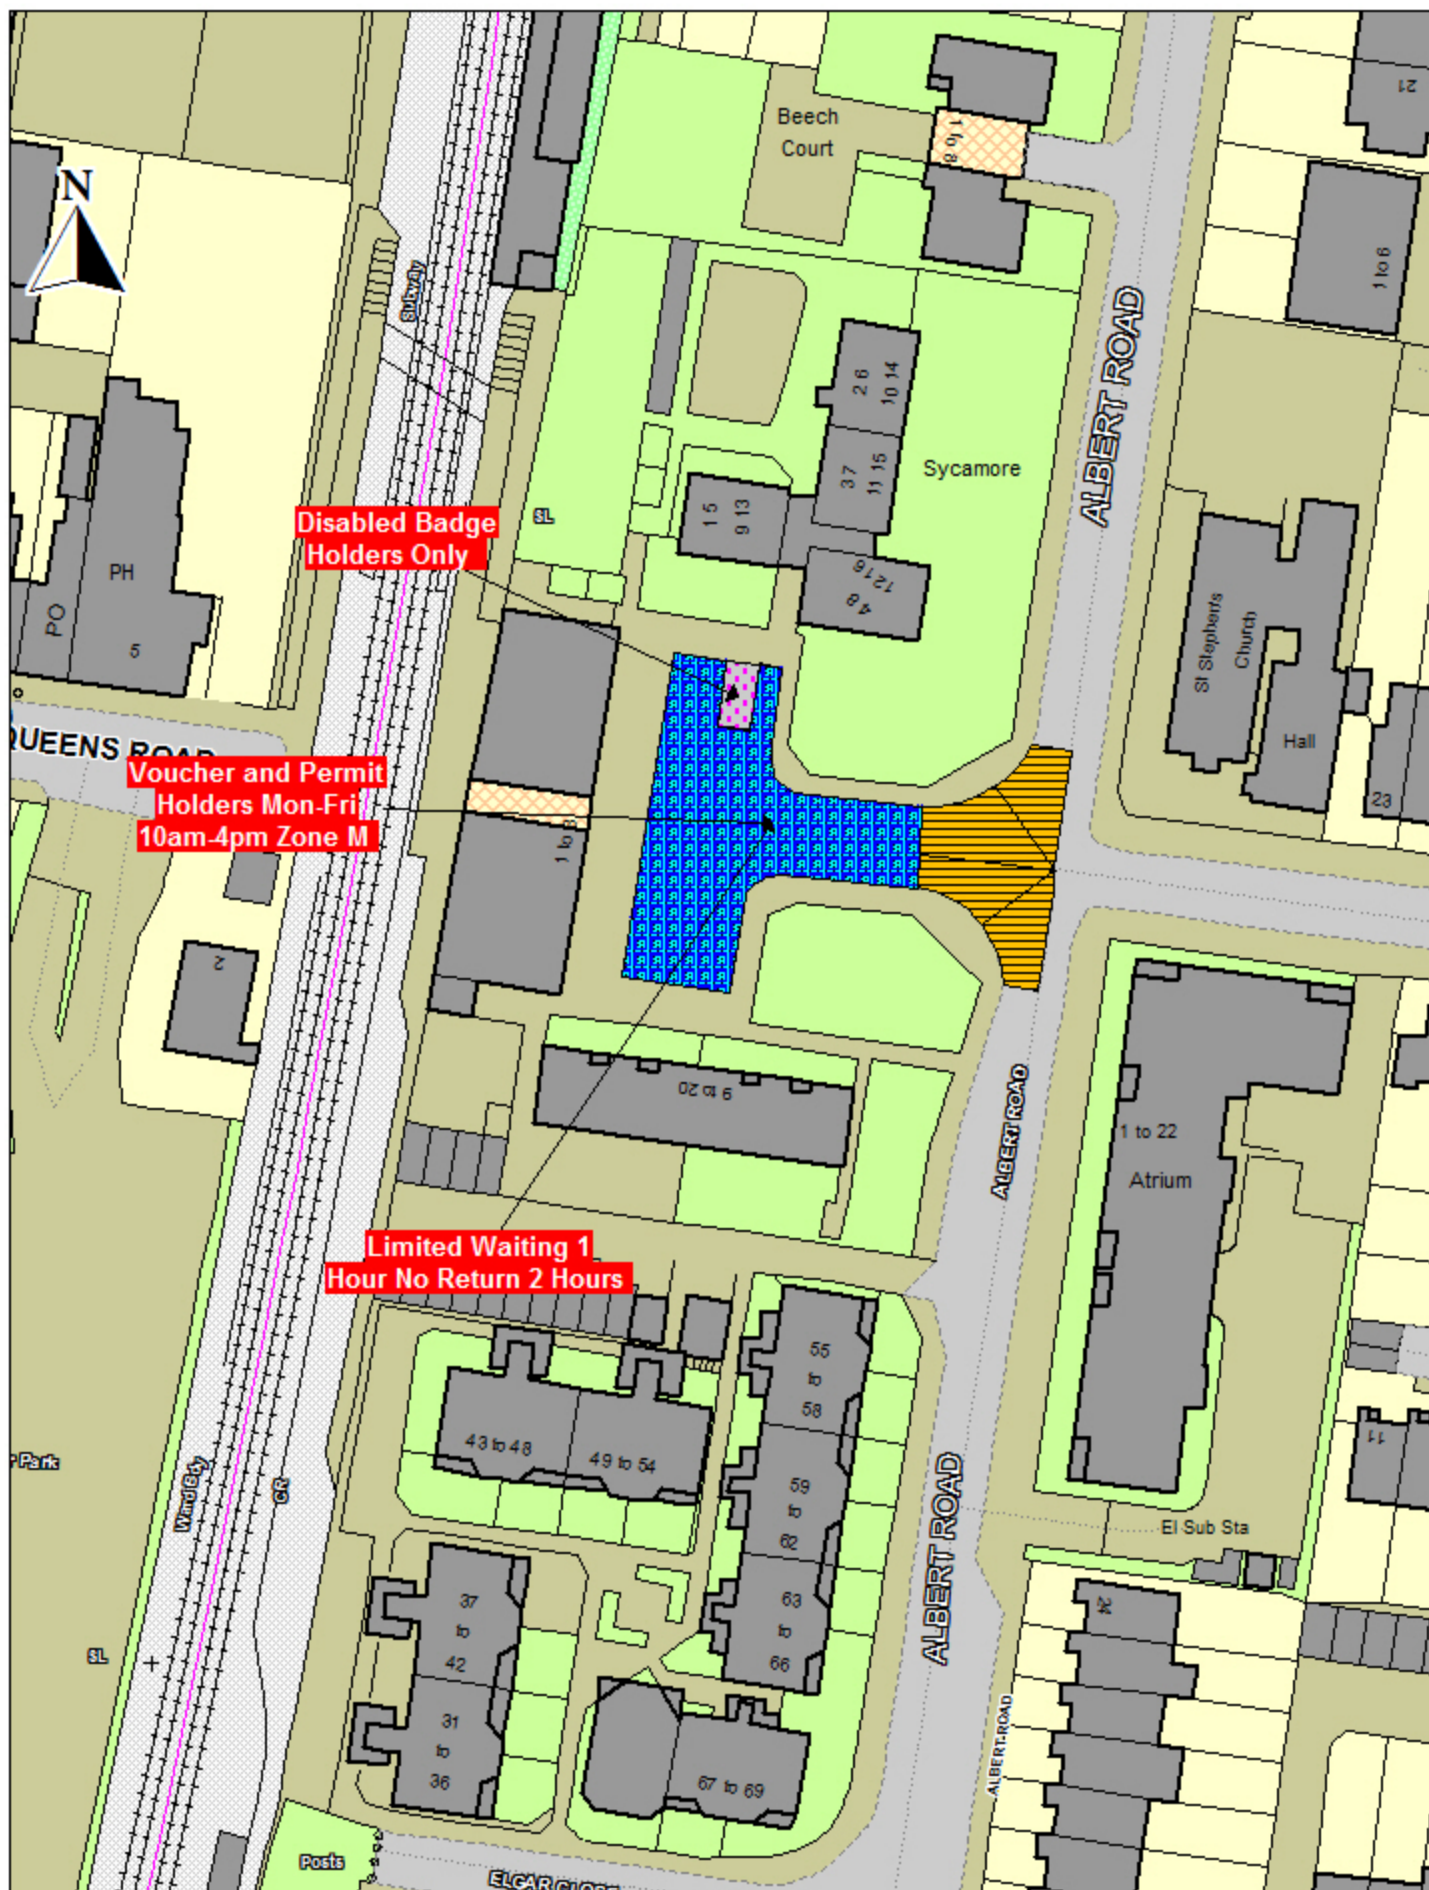 21
Beech
Court
1 to 8
N
1 to 6
Subway
ALBERT ROAD
2 6
10 14
Sycamore
3 7
11 15
1 5
9 13
SL
Disabled Badge
Holders Only
PH
PO
5
12 16
4 8
St Stephen's
Church
Hall
23
QUEENS ROAD
Voucher and Permit
Holders Mon-Fri
10am-4pm Zone M
1 to 8
2
9 to 20
ALBERT ROAD
1 to 22
Atrium
Limited Waiting 1
Hour No Return 2 Hours
55
to
58
43 to 48
49 to 54
11
Park
Ward Bdy
CR
59
to
62
ALBERT ROAD
El Sub Sta
37
to
42
63
to
66
24
SL
31
to
36
67 to 69
ALBERT ROAD
Posts
ELGAR CLOSE